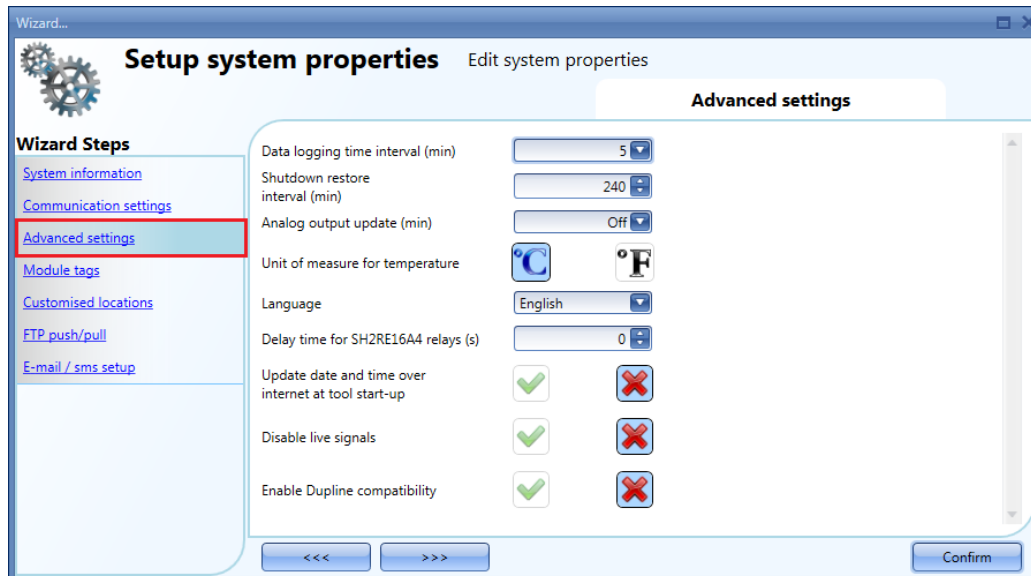 Wizard...
Setup system properties Edit system properties
Advanced settings
Wizard Steps
System information
Communication settings
Advanced settings
Module tags
Customised locations
FTP push/pull
E-mail / sms setup
Data logging time interval (min) 5
Shutdown restore
interval (min) 240
Analog output update (min) Off
Unit of measure for temperature °C °F
Language English
Delay time for SH2RE16A4 relays (s) 0
Update date and time over
internet at tool start-up
Disable live signals
Enable Dupline compatibility
<<< >>> Confirm